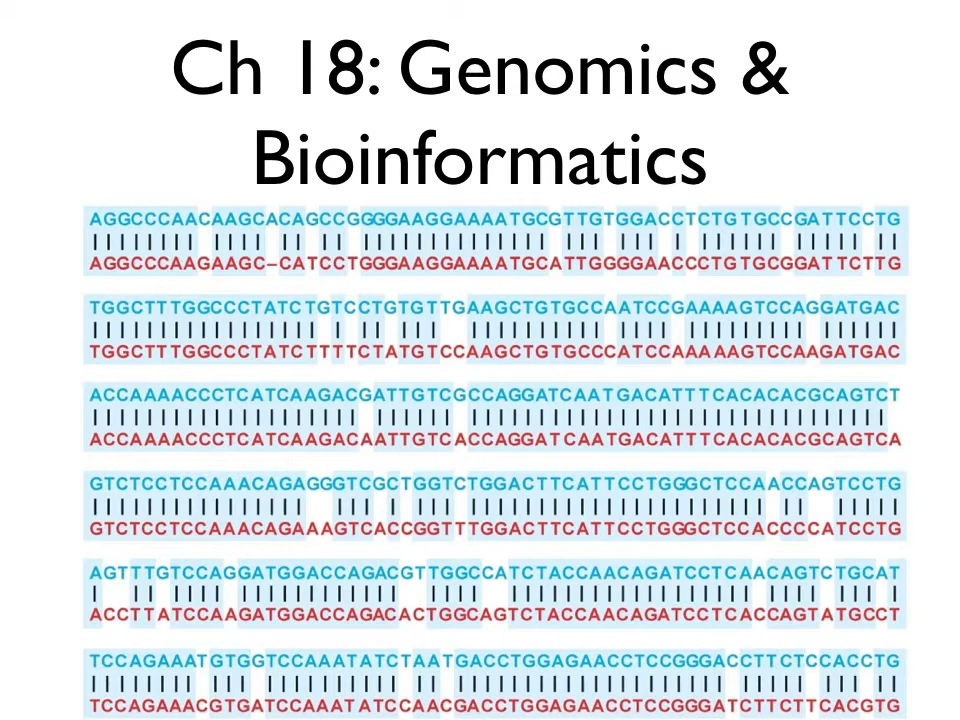 Ch 18: Genomics &
Bioinformatics
AGGCCCAACAAGCACAGCCGGGGAAGGAAAATGCGTTGTGGACCTCTGTGCCGATTCCTG
AGGCCCAAGAAGC–CATCCTGGGAAGGAAAATGCATTGGGGAACCCTGTGCGGATTCTTG
TGGCTTTGGCCCTATCTGTCCTGTGTTGAAGCTGTGCCAATCCGAAAAGTCCAGGATGAC
TGGCTTTGGCCCTATCTTTTCTATGTCCAAGCTGTGCCCATCCAAAAAGTCCAAGATGAC
ACCAAAACCCTCATCAAGACGATTGTCGCCAGGATCAATGACATTTCACACACGCAGTCT
ACCAAAACCCTCATCAAGACAATTGTCACCAGGATCAATGACATTTCACACACGCAGTCA
GTCTCCTCCAAACAGAGGGTCGCTGGTCTGGACTTCATTCCTGGGCTCCAACCAGTCCTG
GTCTCCTCCAAACAGAAAGTCACCGGTTTGGACTTCATTCCTGGGCTCCACCCCATCCTG
AGTTTGTCCAGGATGGACCAGACGTTGGCCATCTACCAACAGATCCTCAACAGTCTGCAT
ACCTTATCCAAGATGGACCAGACACTGGCAGTCTACCAACAGATCCTCACCAGTATGCCT
TCCAGAAATGTGGTCCAAATATCTAATGACCTGGAGAACCTCCGGGACCTTCTCCACCTG
TCCAGAAACGTGATCCAAATATCCAACGACCTGGAGAACCTCCGGGATCTTCTTCACGTG